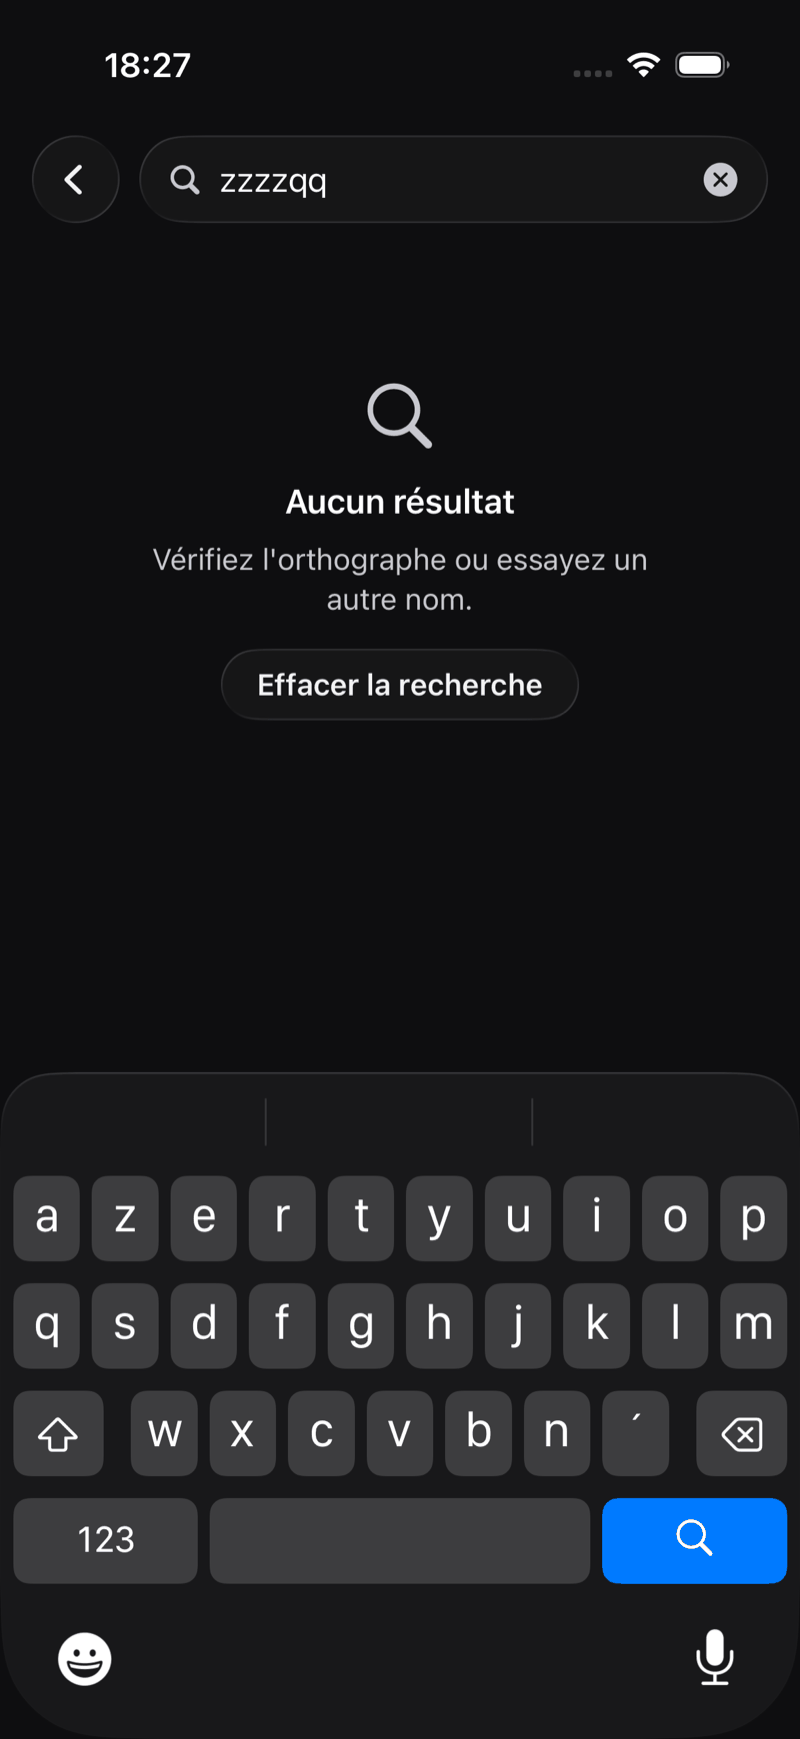 18:27
zzzzqq
Aucun résultat
Vérifiez l'orthographe ou essayez un
autre nom.
Effacer la recherche
a z e r t y u i o p
q s d f g h j k l m
w x c v b n ´
123